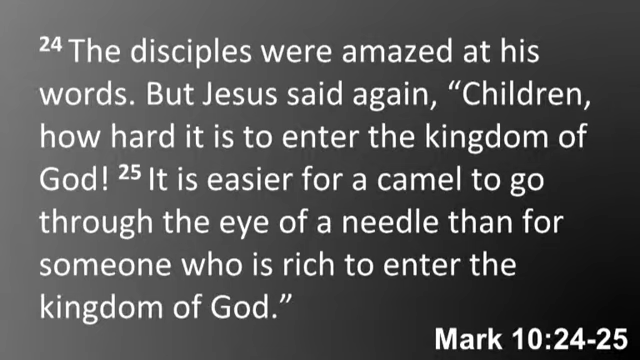 24 The disciples were amazed at his
words. But Jesus said again, “Children,
how hard it is to enter the kingdom of
God! 25 It is easier for a camel to go
through the eye of a needle than for
someone who is rich to enter the
kingdom of God.”
Mark 10:24-25